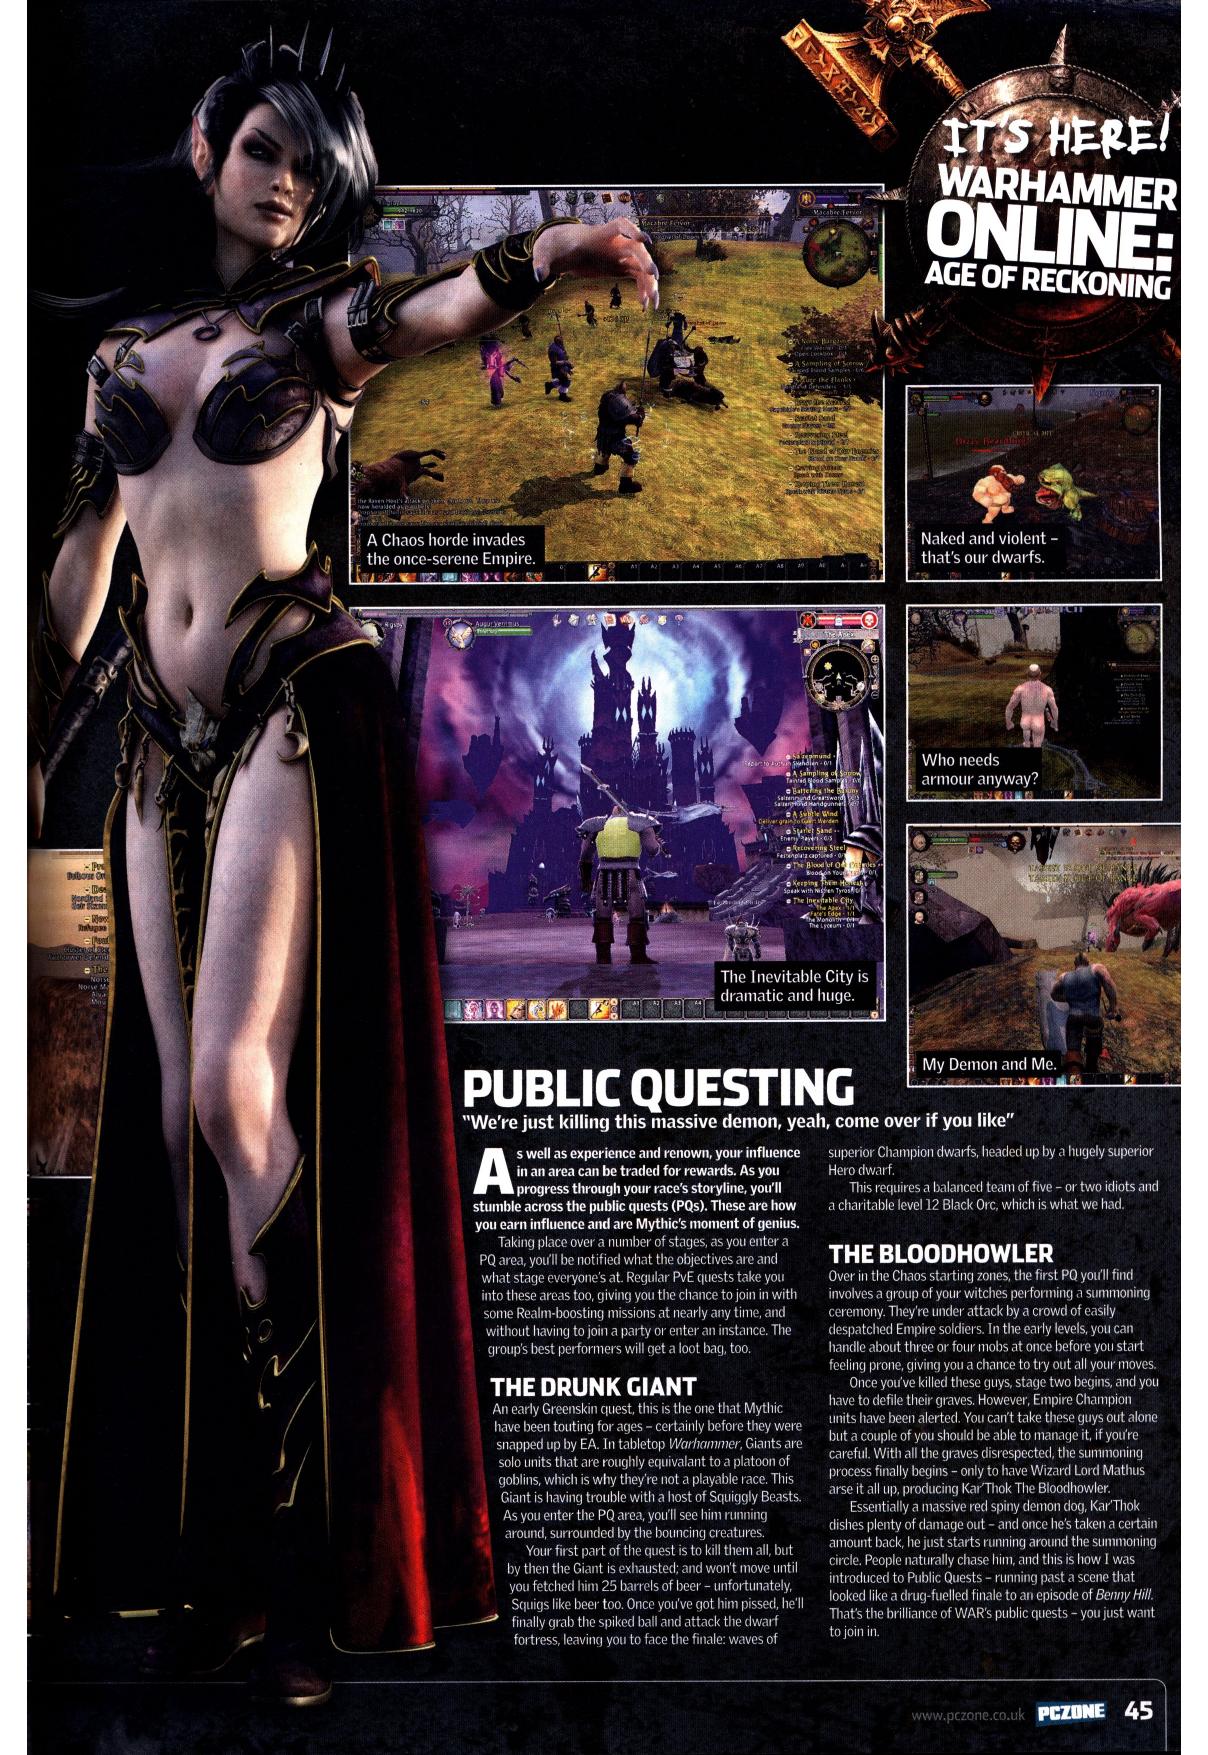 IT'S HERE!
WARHAMMER
ONLINE:
AGE OF RECKONING
Macabre Fervor
A Chaos horde invades
the once-serene Empire.
Naked and violent –
that's our dwarfs.
Who needs
armour anyway?
The Apex
A Sampling of Sorrow
A Subtle Wind
Recovering Steel
Keeping Them Honest
The Inevitable City
The Inevitable City is
dramatic and huge.
My Demon and Me.
PUBLIC QUESTING
"We're just killing this massive demon, yeah, come over if you like"
As well as experience and renown, your influence
in an area can be traded for rewards. As you
progress through your race's storyline, you'll
stumble across the public quests (PQs). These are how
you earn influence and are Mythic's moment of genius.
Taking place over a number of stages, as you enter a
PQ area, you'll be notified what the objectives are and
what stage everyone's at. Regular PvE quests take you
into these areas too, giving you the chance to join in with
some Realm-boosting missions at nearly any time, and
without having to join a party or enter an instance. The
group's best performers will get a loot bag, too.
THE DRUNK GIANT
An early Greenskin quest, this is the one that Mythic
have been touting for ages – certainly before they were
snapped up by EA. In tabletop Warhammer, Giants are
solo units that are roughly equivalent to a platoon of
goblins, which is why they're not a playable race. This
Giant is having trouble with a host of Squiggly Beasts.
As you enter the PQ area, you'll see him running
around, surrounded by the bouncing creatures.
Your first part of the quest is to kill them all, but
by then the Giant is exhausted; and won't move until
you fetched him 25 barrels of beer – unfortunately,
Squigs like beer too. Once you've got him pissed, he'll
finally grab the spiked ball and attack the dwarf
fortress, leaving you to face the finale: waves of
superior Champion dwarfs, headed up by a hugely superior
Hero dwarf.
This requires a balanced team of five – or two idiots and
a charitable level 12 Black Orc, which is what we had.
THE BLOODHOWLER
Over in the Chaos starting zones, the first PQ you'll find
involves a group of your witches performing a summoning
ceremony. They're under attack by a crowd of easily
despatched Empire soldiers. In the early levels, you can
handle about three or four mobs at once before you start
feeling prone, giving you a chance to try out all your moves.
Once you've killed these guys, stage two begins, and you
have to defile their graves. However, Empire Champion
units have been alerted. You can't take these guys out alone
but a couple of you should be able to manage it, if you're
careful. With all the graves disrespected, the summoning
process finally begins – only to have Wizard Lord Mathus
arse it all up, producing Kar'Thok The Bloodhowler.
Essentially a massive red spiny demon dog, Kar'Thok
dishes plenty of damage out – and once he's taken a certain
amount back, he just starts running around the summoning
circle. People naturally chase him, and this is how I was
introduced to Public Quests – running past a scene that
looked like a drug-fuelled finale to an episode of Benny Hill.
That's the brilliance of WAR's public quests – you just want
to join in.
www.pczone.co.uk PCZONE 45